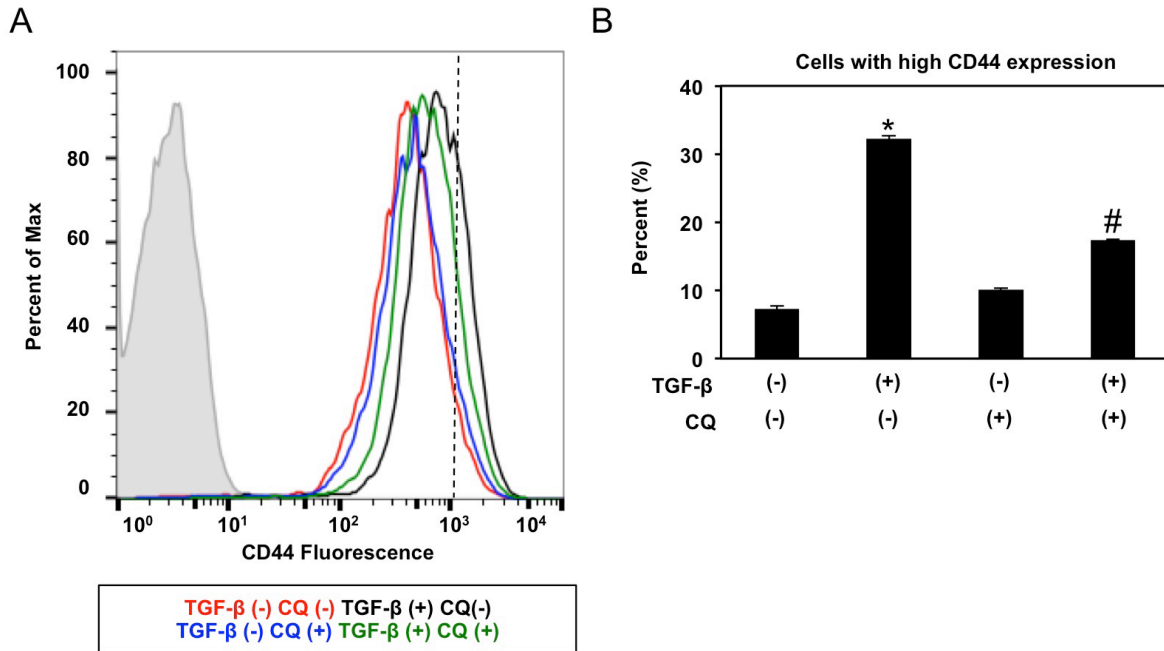 A
100
80
60
40
20
0
Percent of Max
10⁰ 10¹ 10² 10³ 10⁴
CD44 Fluorescence
TGF-β (-) CQ (-) TGF-β (+) CQ(-)
TGF-β (-) CQ (+) TGF-β (+) CQ (+)
B
Cells with high CD44 expression
40
30
20
10
0
Percent (%)
*
#
TGF-β (-) (+) (-) (+)
CQ (-) (-) (+) (+)